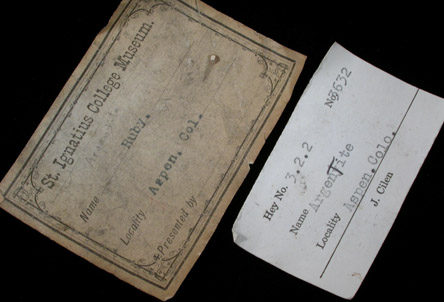 St. Ignatius College Museum.
Name
Ruby.
Locality Aspen. Col.
Presented by
No. 632
Hey No. 3.2.2
Name Argentite
Locality Aspen. Colo.
J. Cilen